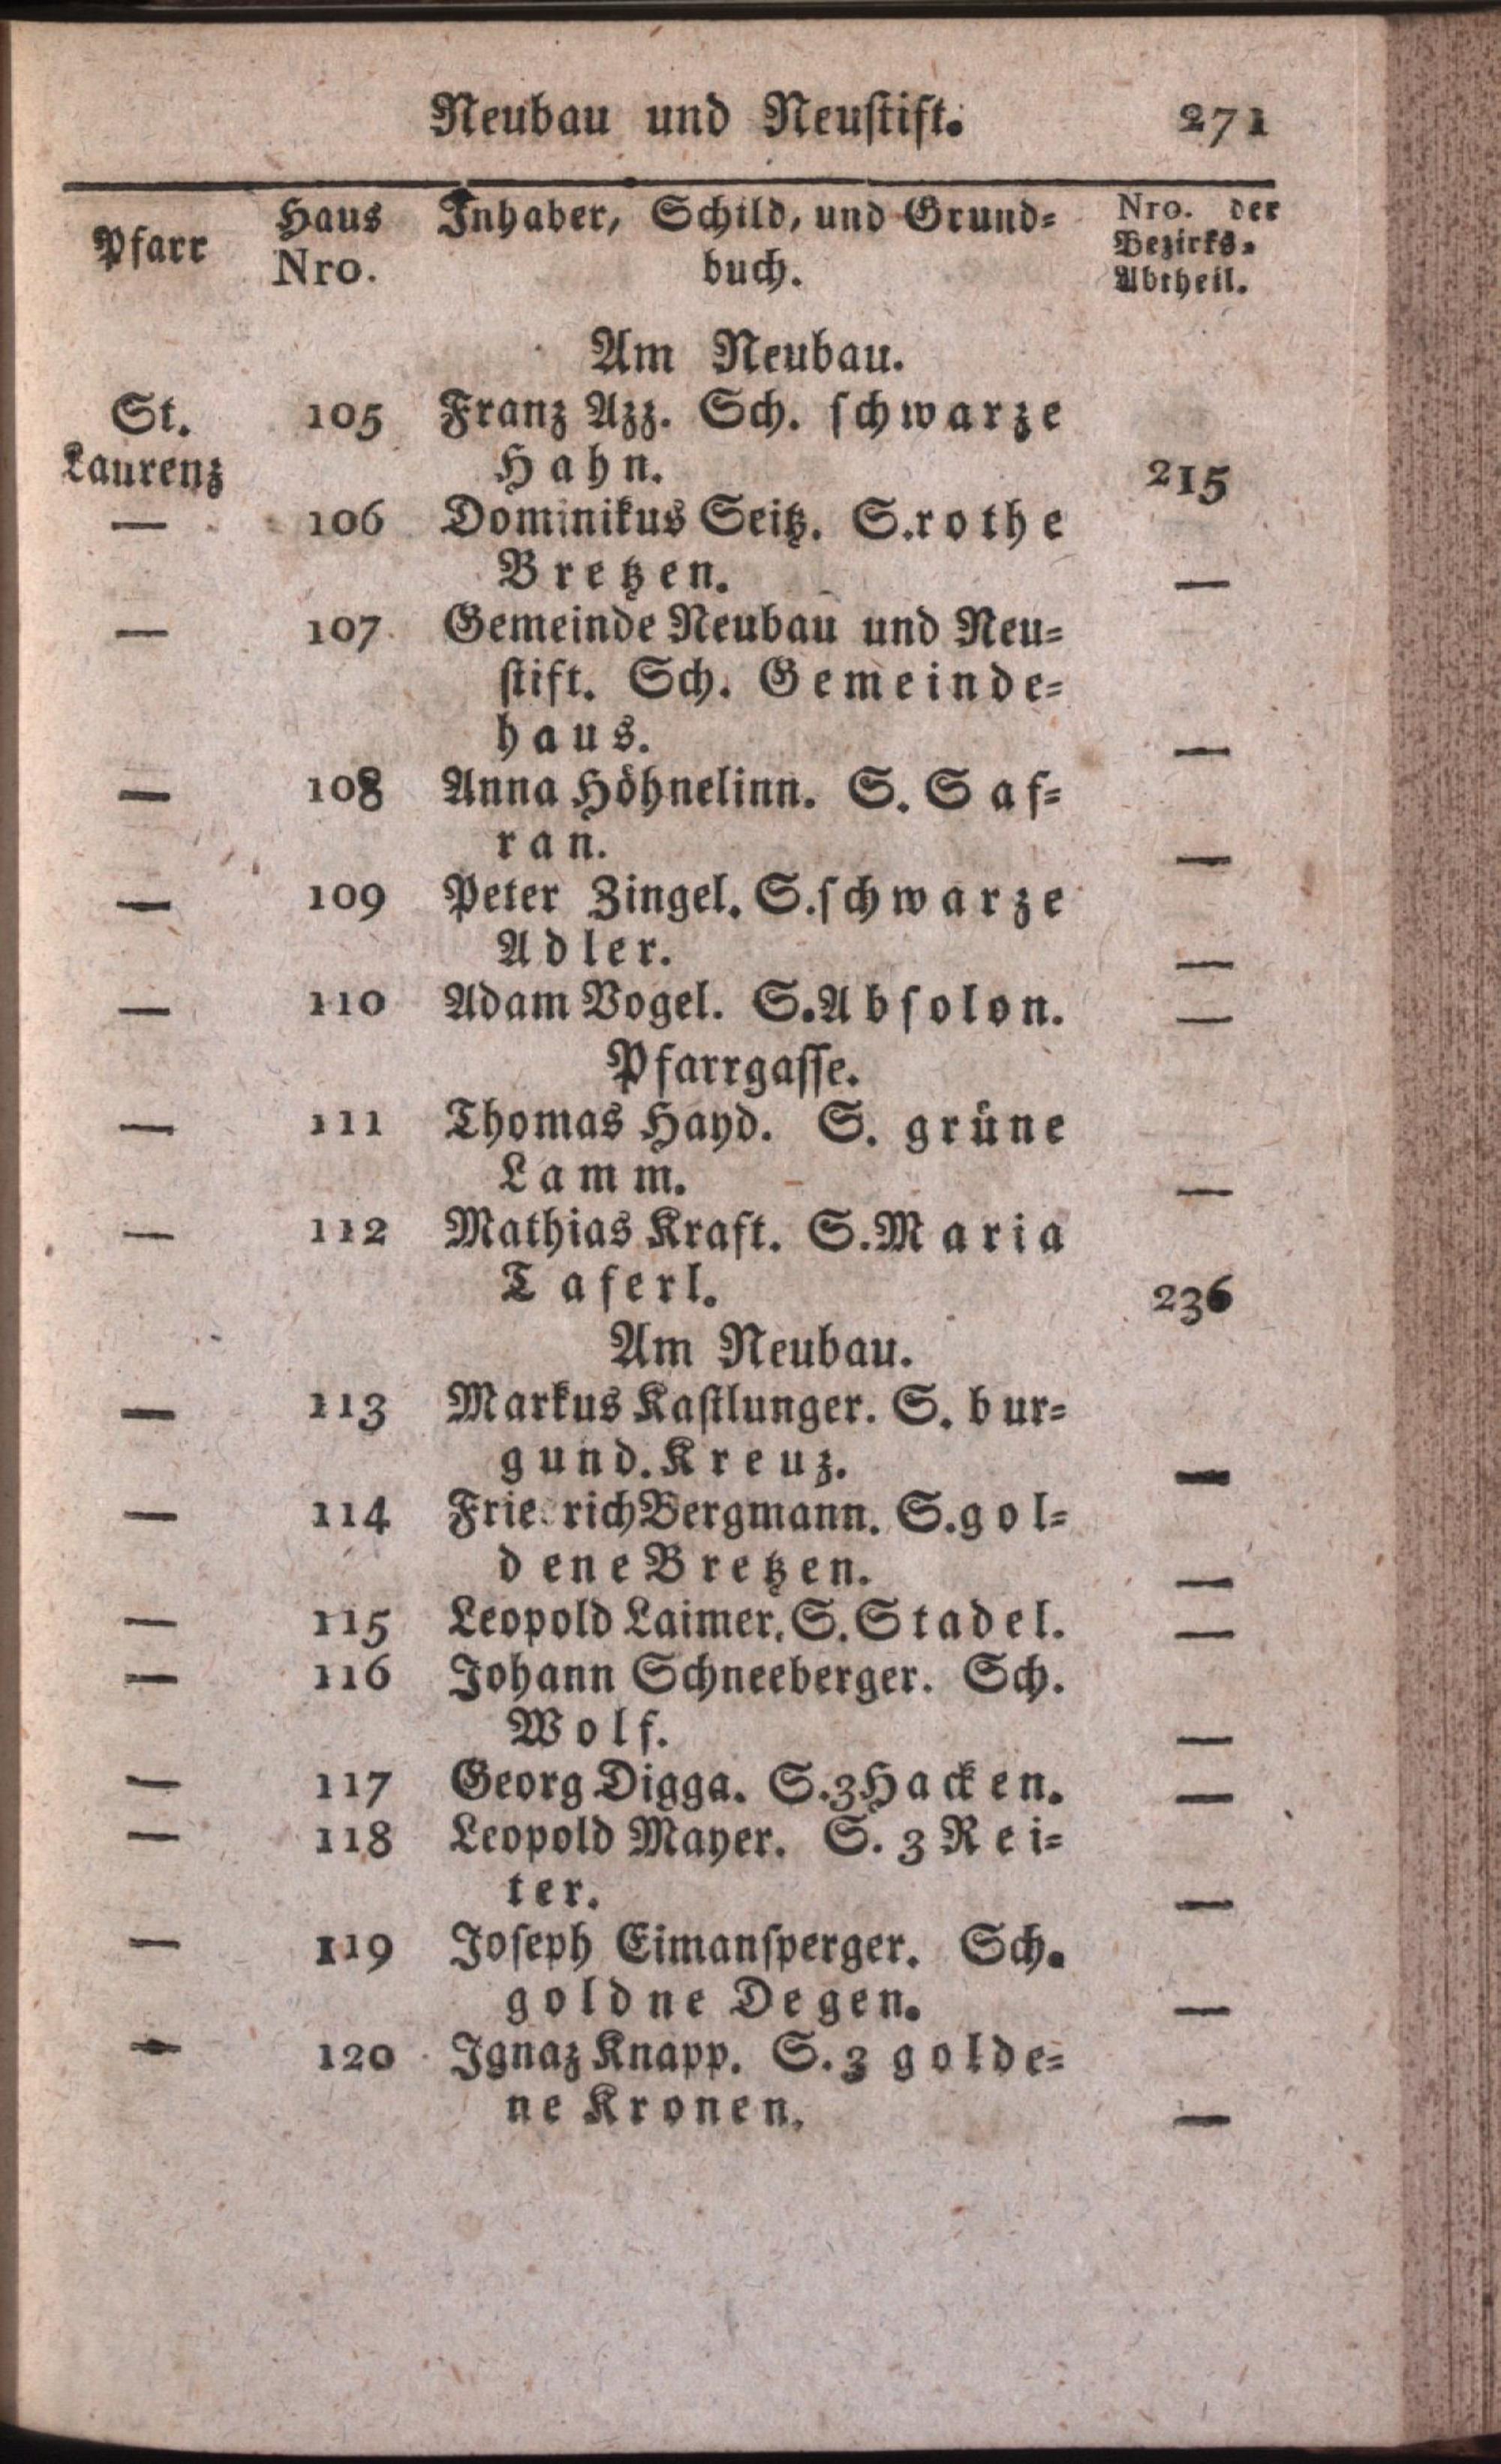 Neubau und Neustift. 271
Pfarr Haus Nro. Inhaber, Schild, und Grund=
buch. Nro. der Bezirks= Abtheil.
Am Neubau.
St. 105 Franz Azz. Sch. schwarze
Laurenz Hahn. 215
— 106 Dominikus Seitz. S. rothe
Bretzen. —
— 107 Gemeinde Neubau und Neu=
stift. Sch. Gemeinde=
haus. —
— 108 Anna Höhnelinn. S. Saf=
ran. —
— 109 Peter Zingel. S. schwarze
Adler. —
— 110 Adam Vogel. S. Absolon. —
Pfarrgasse.
— 111 Thomas Hayd. S. grüne
Lamm. —
— 112 Mathias Kraft. S. Maria
Taferl. 236
Am Neubau.
— 113 Markus Kastlunger. S. bur=
gund. Kreuz. —
— 114 Frie rich Bergmann. S. gol=
dene Bretzen. —
— 115 Leopold Laimer. S. Stadel. —
— 116 Johann Schneeberger. Sch.
Wolf. —
— 117 Georg Digga. S. 3 Hacken. —
— 118 Leopold Mayer. S. 3 Rei=
ter. —
— 119 Joseph Eimansperger. Sch.
goldne Degen. —
— 120 Ignaz Knapp. S. 3 golde=
ne Kronen. —